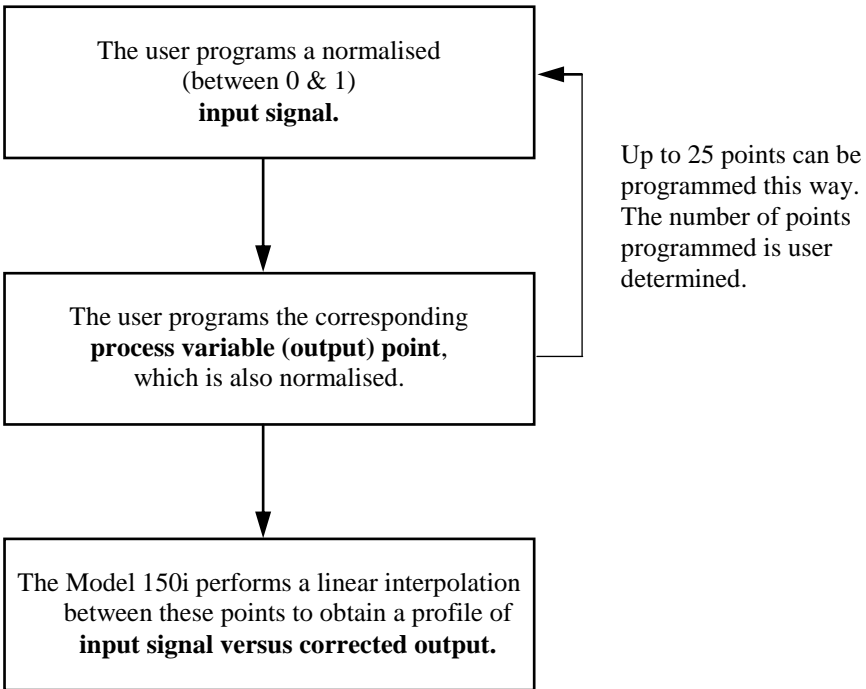 The user programs a normalised
(between 0 & 1)
input signal.
Up to 25 points can be
programmed this way.
The number of points
programmed is user
determined.
The user programs the corresponding
process variable (output) point,
which is also normalised.
The Model 150i performs a linear interpolation
between these points to obtain a profile of
input signal versus corrected output.